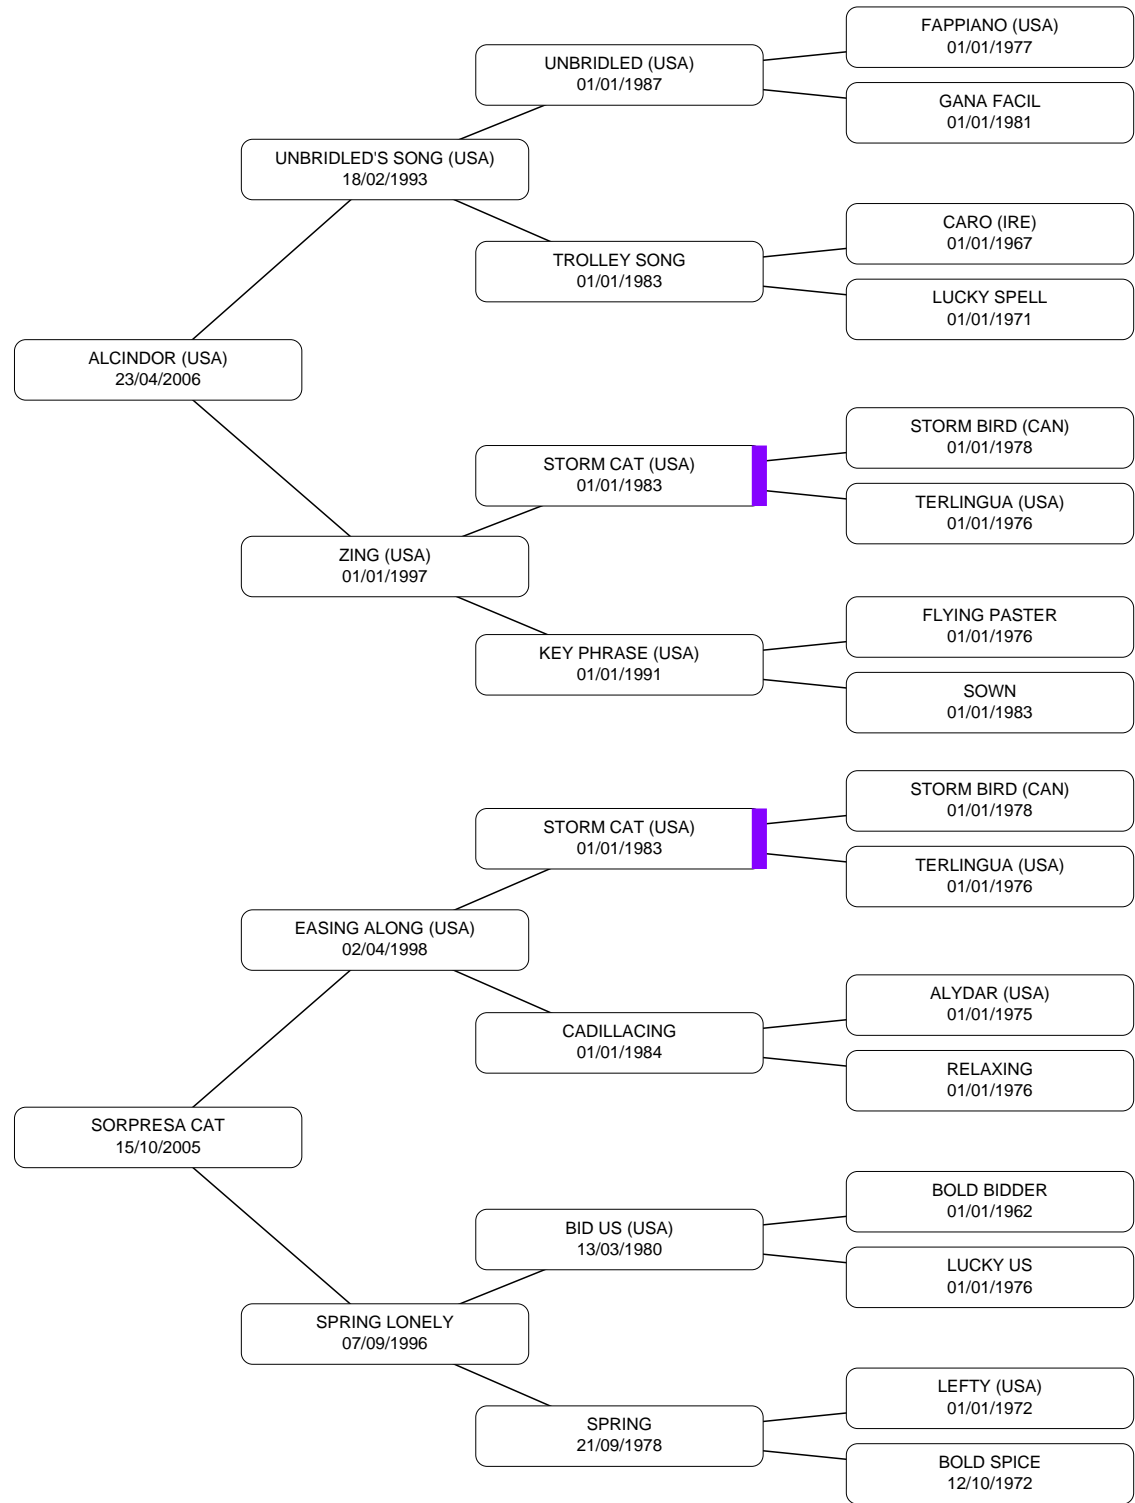 FAPPIANO (USA)
01/01/1977
UNBRIDLED (USA)
01/01/1987
GANA FACIL
01/01/1981
UNBRIDLED'S SONG (USA)
18/02/1993
CARO (IRE)
01/01/1967
TROLLEY SONG
01/01/1983
LUCKY SPELL
01/01/1971
ALCINDOR (USA)
23/04/2006
STORM BIRD (CAN)
01/01/1978
STORM CAT (USA)
01/01/1983
TERLINGUA (USA)
01/01/1976
ZING (USA)
01/01/1997
FLYING PASTER
01/01/1976
KEY PHRASE (USA)
01/01/1991
SOWN
01/01/1983
STORM BIRD (CAN)
01/01/1978
STORM CAT (USA)
01/01/1983
TERLINGUA (USA)
01/01/1976
EASING ALONG (USA)
02/04/1998
ALYDAR (USA)
01/01/1975
CADILLACING
01/01/1984
RELAXING
01/01/1976
SORPRESA CAT
15/10/2005
BOLD BIDDER
01/01/1962
BID US (USA)
13/03/1980
LUCKY US
01/01/1976
SPRING LONELY
07/09/1996
LEFTY (USA)
01/01/1972
SPRING
21/09/1978
BOLD SPICE
12/10/1972